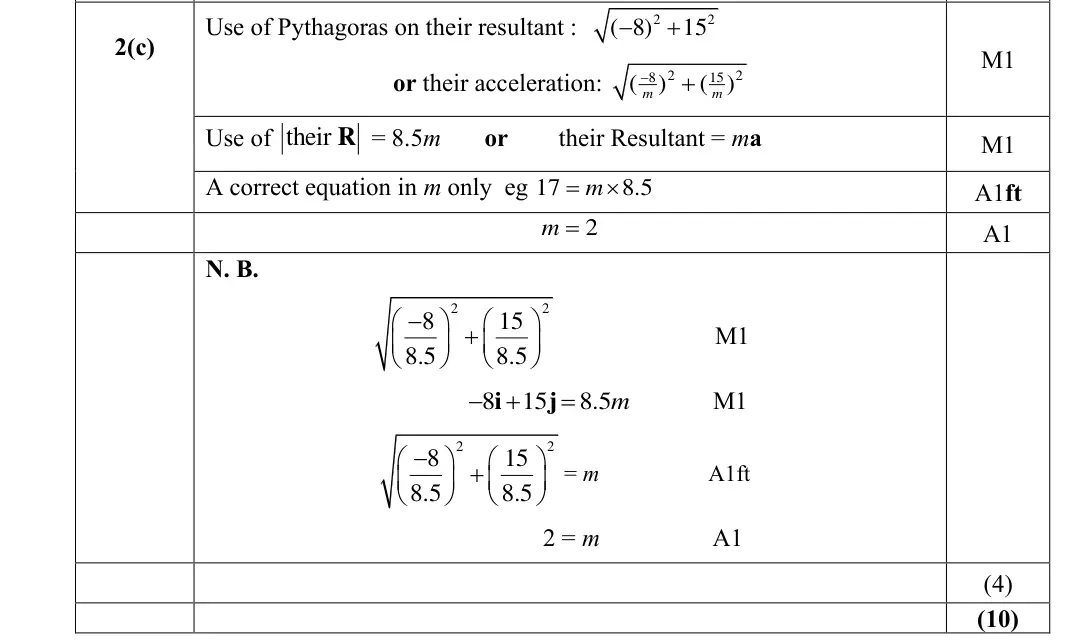 2(c)
Use of Pythagoras on their resultant : √((−8)² + 15²)
M1
or their acceleration: √((−8/m)² + (15/m)²)
Use of |their R| = 8.5m or their Resultant = ma
M1
A correct equation in m only eg 17 = m × 8.5
A1ft
m = 2
A1
N. B.
√((−8/8.5)² + (15/8.5)²) M1
−8i + 15j = 8.5m M1
√((−8/8.5)² + (15/8.5)²) = m A1ft
2 = m A1
(4)
(10)